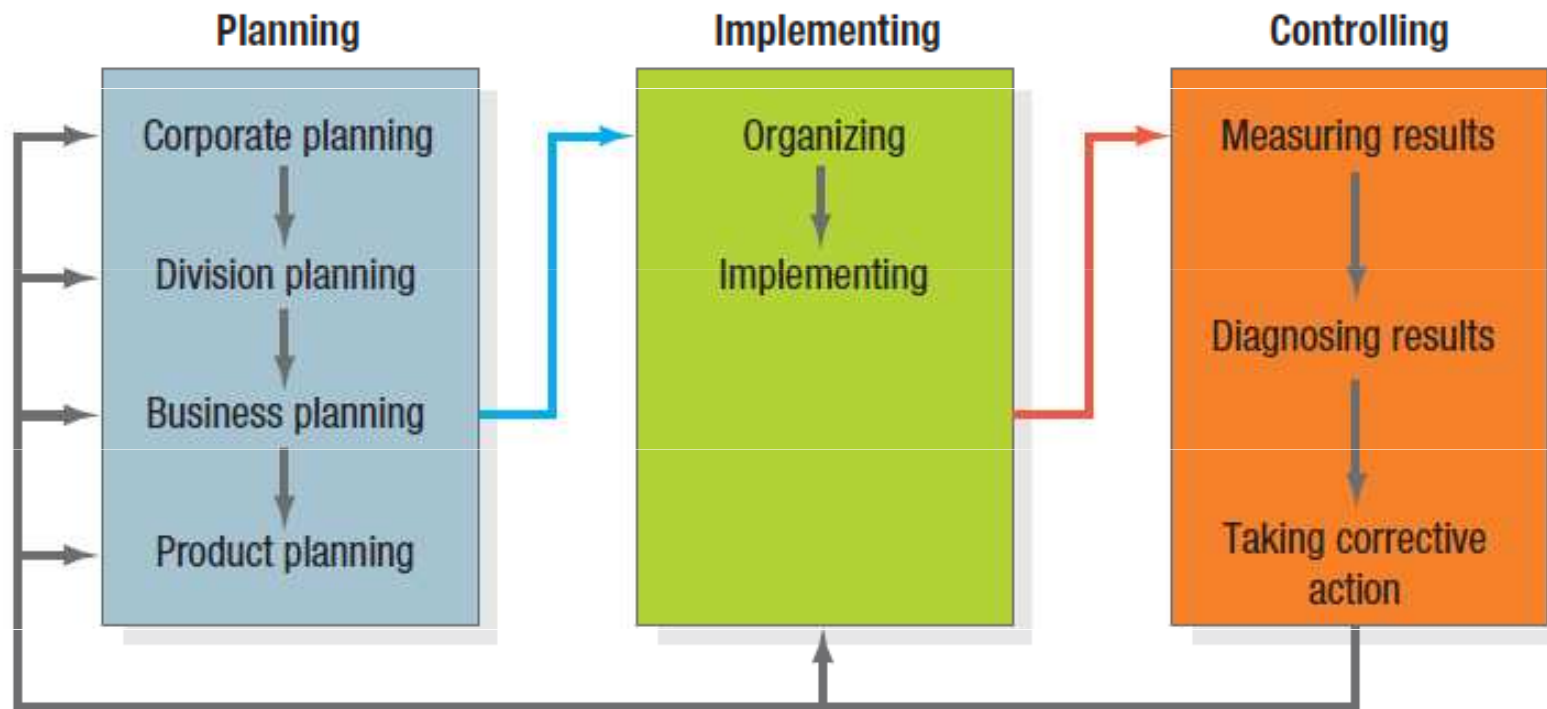 Planning
Corporate planning
Division planning
Business planning
Product planning
Implementing
Organizing
Implementing
Controlling
Measuring results
Diagnosing results
Taking corrective
action